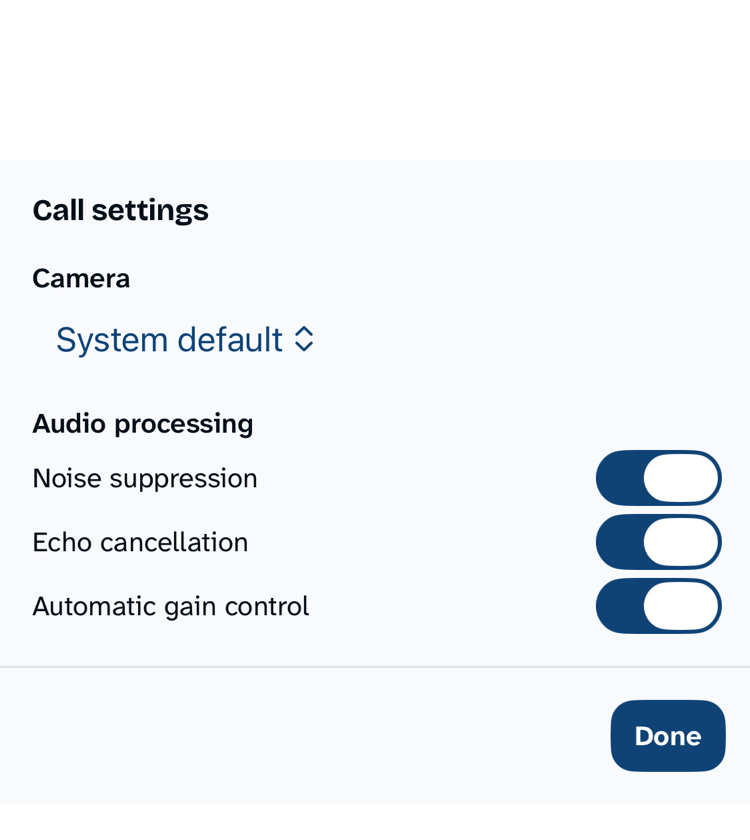 Call settings
Camera
System default
Audio processing
Noise suppression
Echo cancellation
Automatic gain control
Done